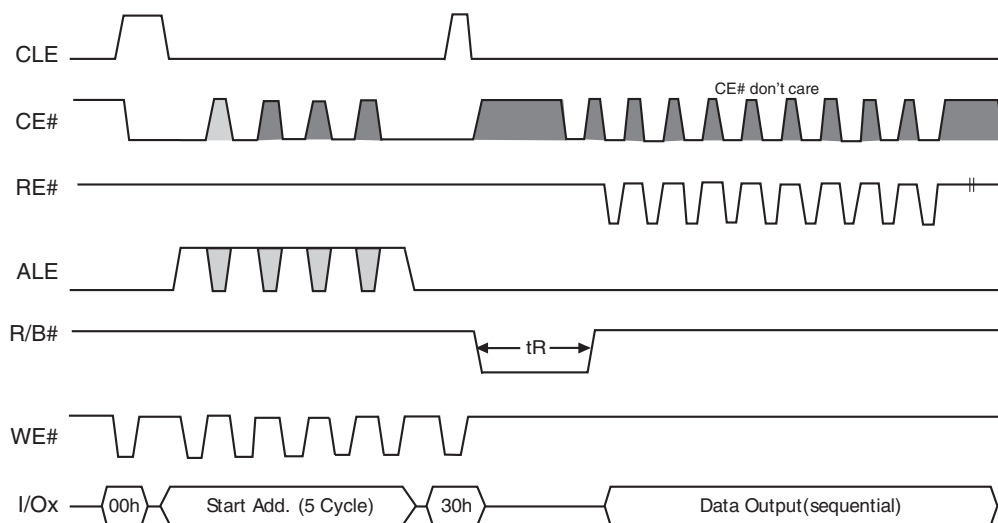 CLE
CE# don't care
CE#
RE#
ALE
R/B#
tR
WE#
I/Ox 00h Start Add. (5 Cycle) 30h Data Output(sequential)